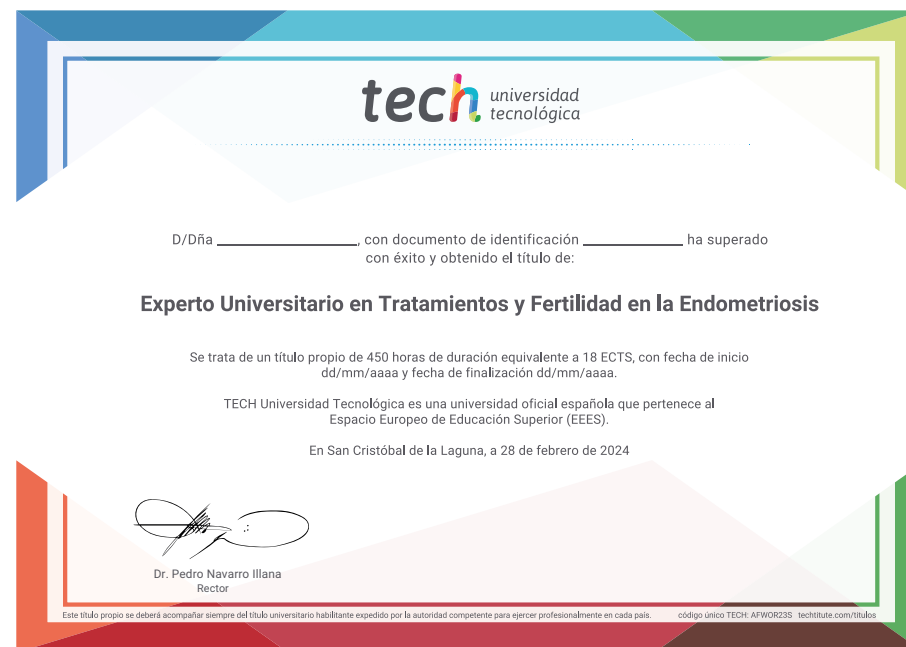 tech universidad
tecnológica
D/Dña ____________________, con documento de identificación ______________ ha superado
con éxito y obtenido el título de:
Experto Universitario en Tratamientos y Fertilidad en la Endometriosis
Se trata de un título propio de 450 horas de duración equivalente a 18 ECTS, con fecha de inicio
dd/mm/aaaa y fecha de finalización dd/mm/aaaa.
TECH Universidad Tecnológica es una universidad oficial española que pertenece al
Espacio Europeo de Educación Superior (EEES).
En San Cristóbal de la Laguna, a 28 de febrero de 2024
Dr. Pedro Navarro Illana
Rector
Este título propio se deberá acompañar siempre del título universitario habilitante expedido por la autoridad competente para ejercer profesionalmente en cada país. código único TECH: AFWOR23S techtitute.com/titulos